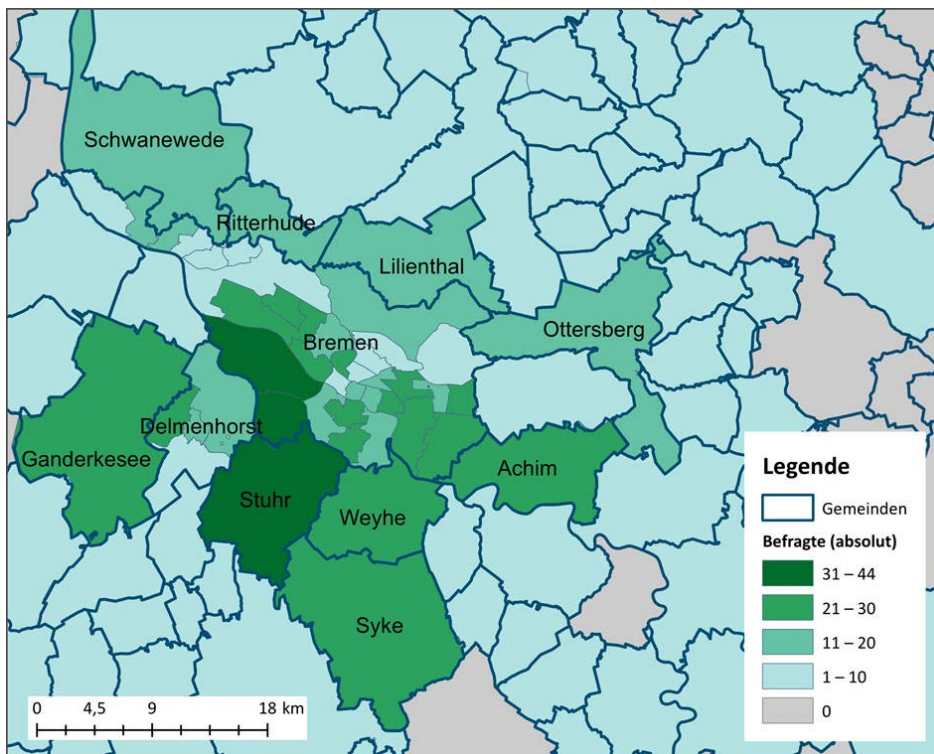 Schwanewede
Ritterhude
Lilienthal
Ottersberg
Bremen
Delmenhorst
Ganderkesee
Achim
Stuhr
Weyhe
Syke
Legende
Gemeinden
Befragte (absolut)
31 – 44
21 – 30
11 – 20
1 – 10
0
0 4,5 9 18 km